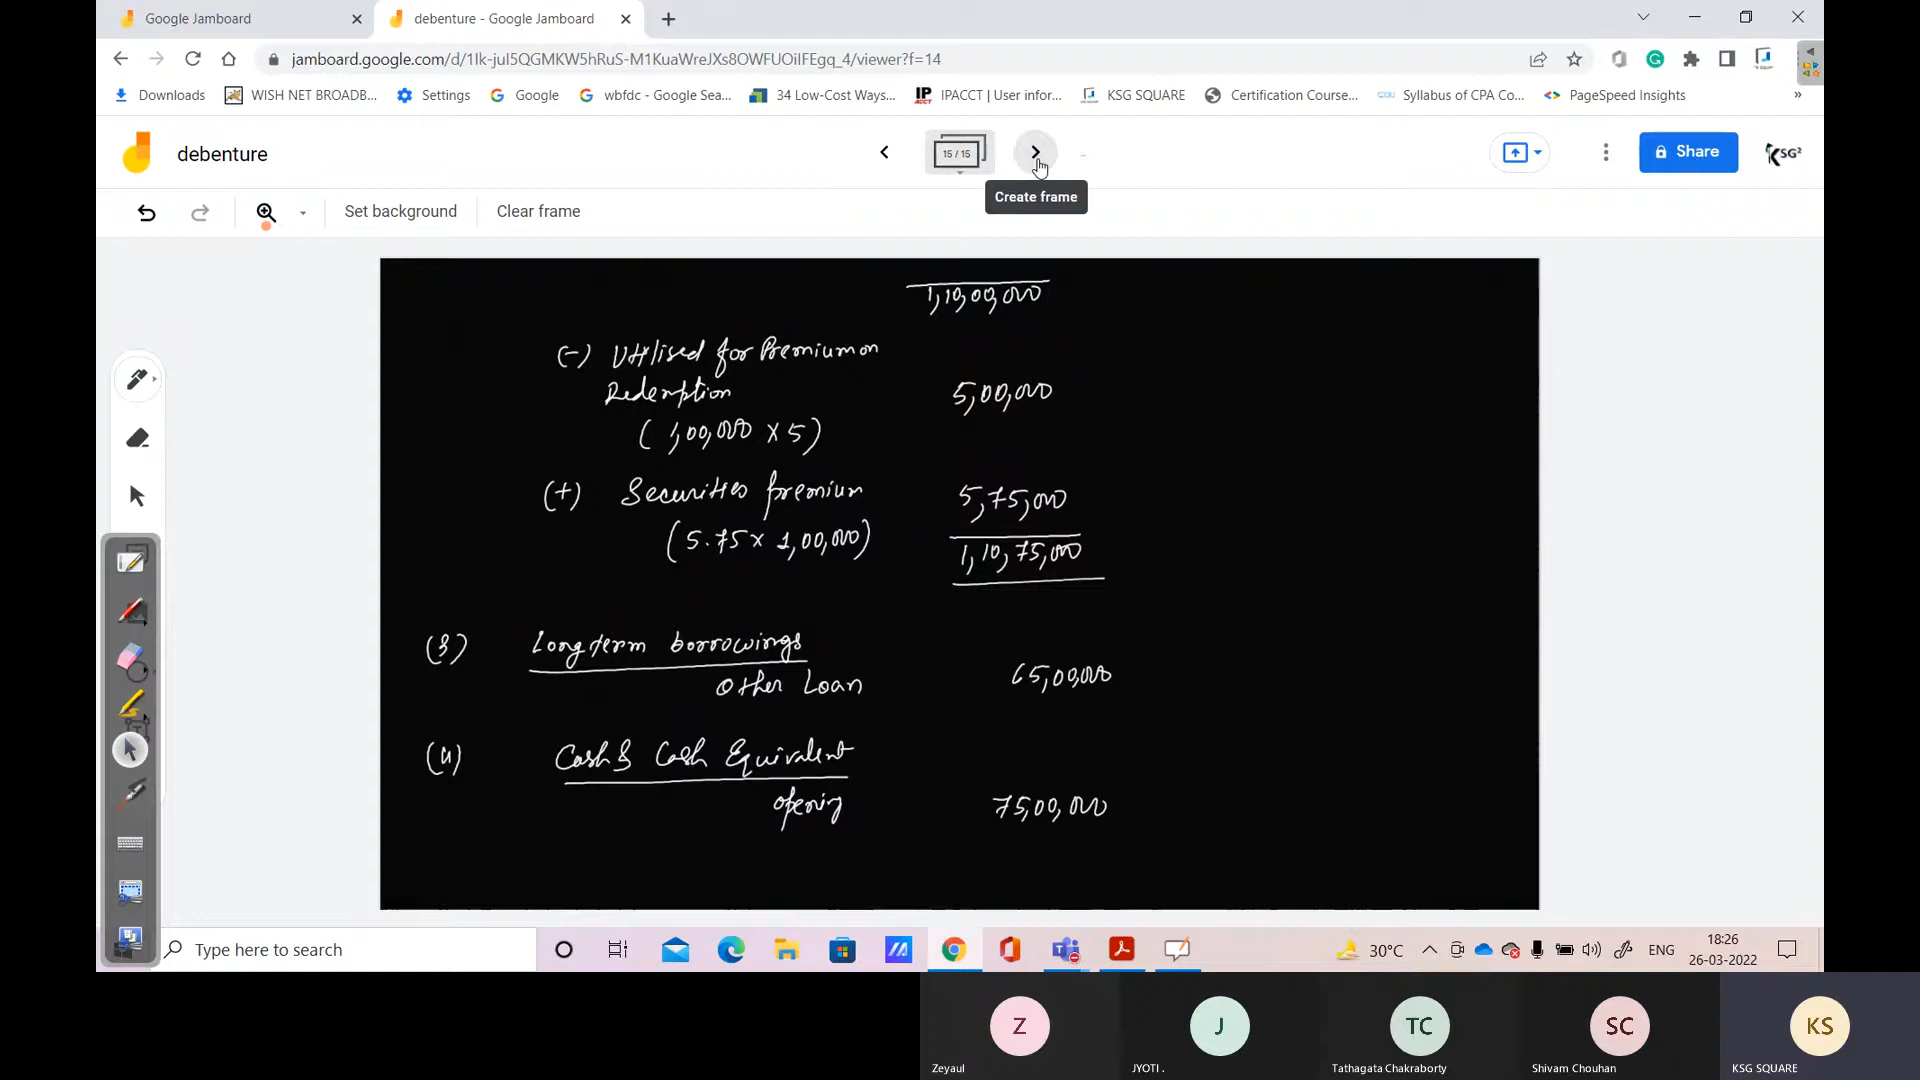 Google Jamboard
debenture - Google Jamboard
jamboard.google.com/d/1Ik-jul5QGMKW5hRuS-M1KuaWreJXs8OWFUOiIFEgq_4/viewer?f=14
Downloads
WISH NET BROADB...
Settings
Google
wbfdc - Google Sea...
34 Low-Cost Ways...
IPACCT | User infor...
KSG SQUARE
Certification Course...
Syllabus of CPA Co...
PageSpeed Insights
debenture
15 / 15
Share
KSG²
Create frame
Set background
Clear frame
1,10,00,000
(-) Utilised for Premium on
Redemption 5,00,000
(1,00,000 x 5)
(+) Securities premium 5,75,000
(5.75 x 1,00,000)
1,10,75,000
(3) Long term borrowings
Other Loan 65,00,000
(4) Cash & Cash Equivalent
opening 75,00,000
Type here to search
30°C
ENG
18:26
26-03-2022
Z
J
TC
SC
KS
Zeyaul
JYOTI .
Tathagata Chakraborty
Shivam Chouhan
KSG SQUARE